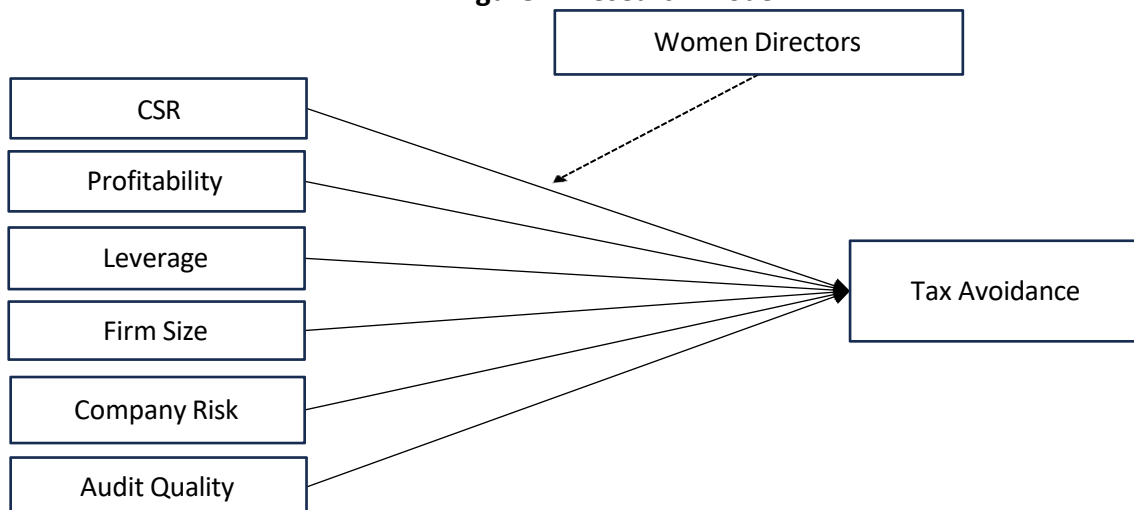 Women Directors
CSR
Profitability
Leverage
Firm Size
Company Risk
Audit Quality
Tax Avoidance